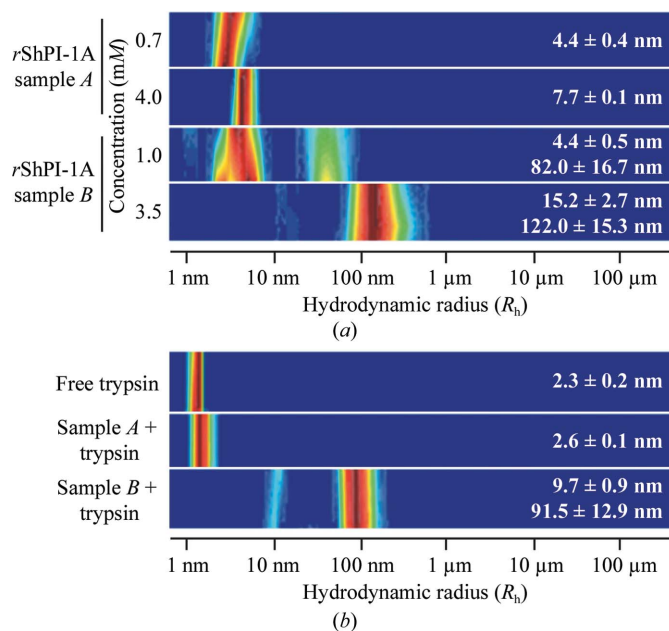 (a)
rShPI-1A
sample A
rShPI-1A
sample B
Concentration (mM)
0.7
4.0
1.0
3.5
4.4 ± 0.4 nm
7.7 ± 0.1 nm
4.4 ± 0.5 nm
82.0 ± 16.7 nm
15.2 ± 2.7 nm
122.0 ± 15.3 nm
1 nm 10 nm 100 nm 1 μm 10 μm 100 μm
Hydrodynamic radius (Rh)
(a)
Free trypsin
2.3 ± 0.2 nm
Sample A +
trypsin
2.6 ± 0.1 nm
Sample B +
trypsin
9.7 ± 0.9 nm
91.5 ± 12.9 nm
1 nm 10 nm 100 nm 1 μm 10 μm 100 μm
Hydrodynamic radius (Rh)
(b)